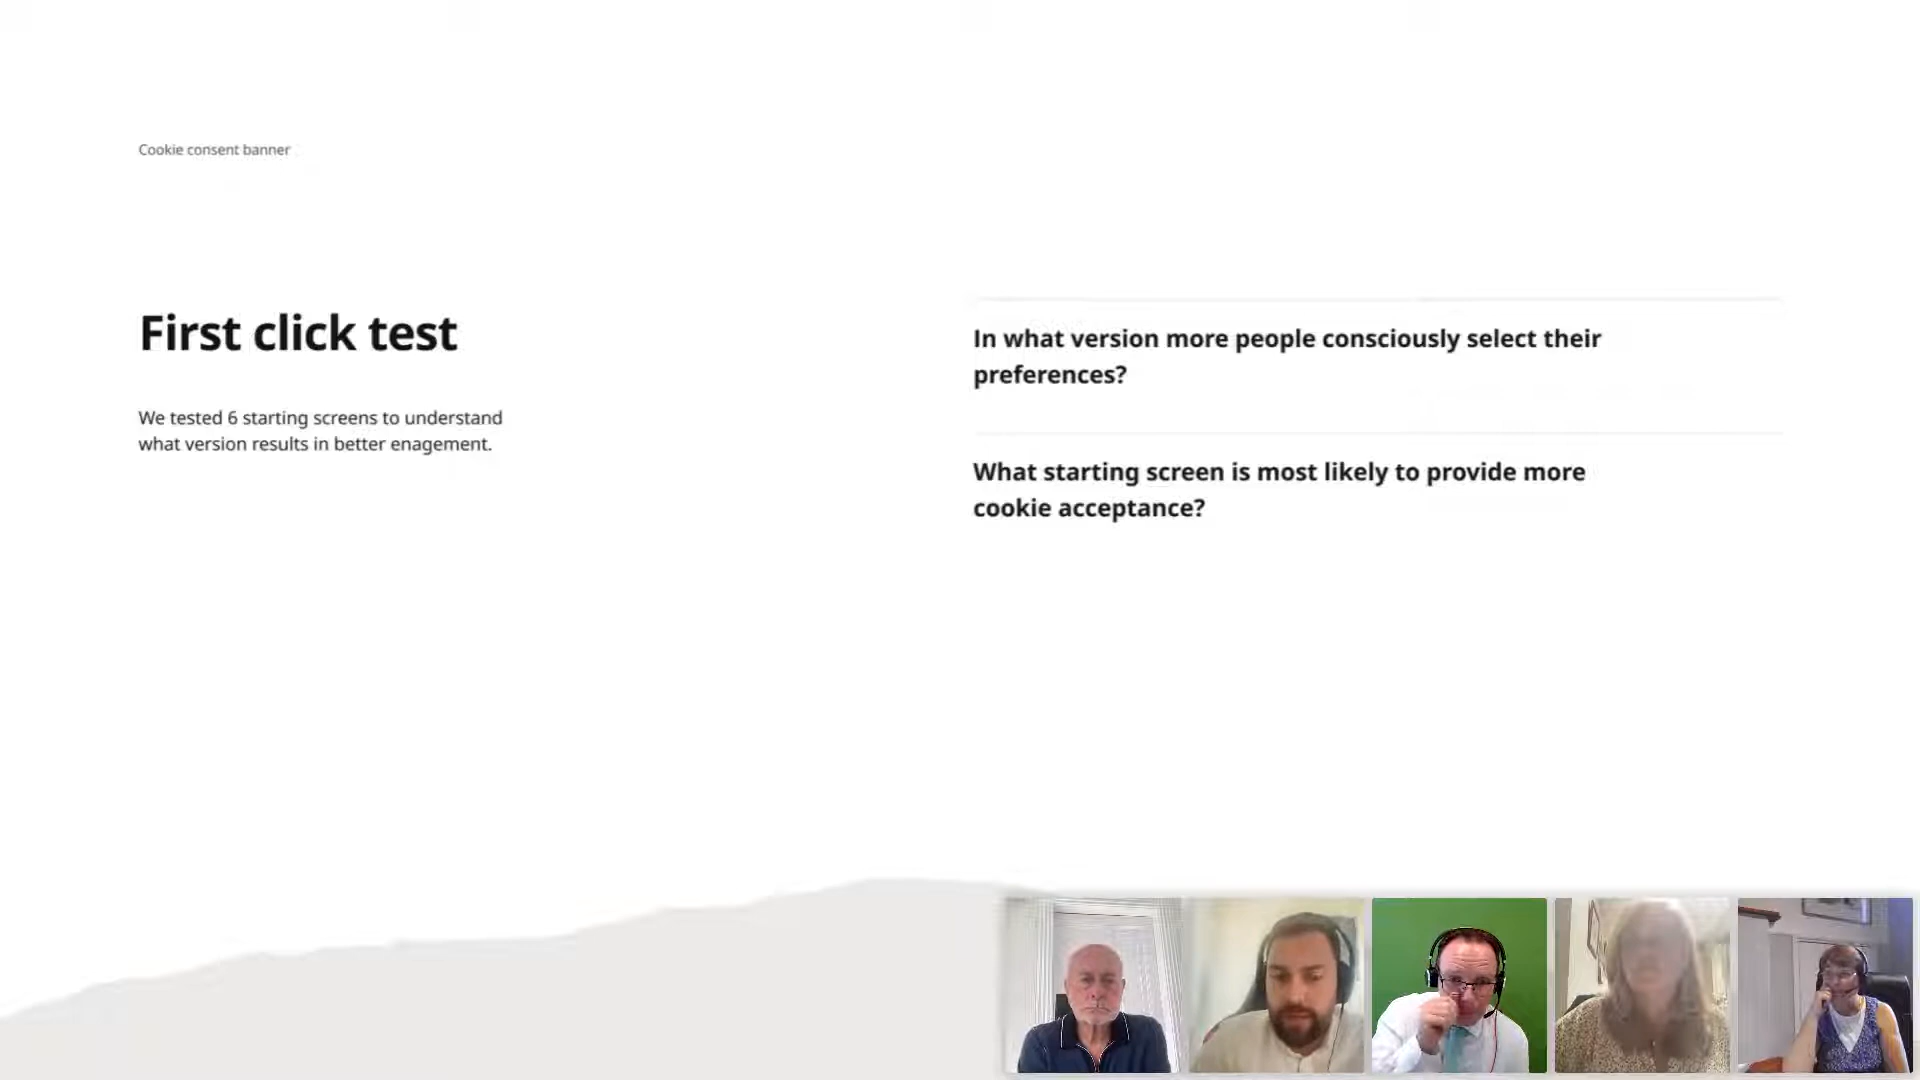 Cookie consent banner
First click test
We tested 6 starting screens to understand
what version results in better enagement.
In what version more people consciously select their
preferences?
What starting screen is most likely to provide more
cookie acceptance?